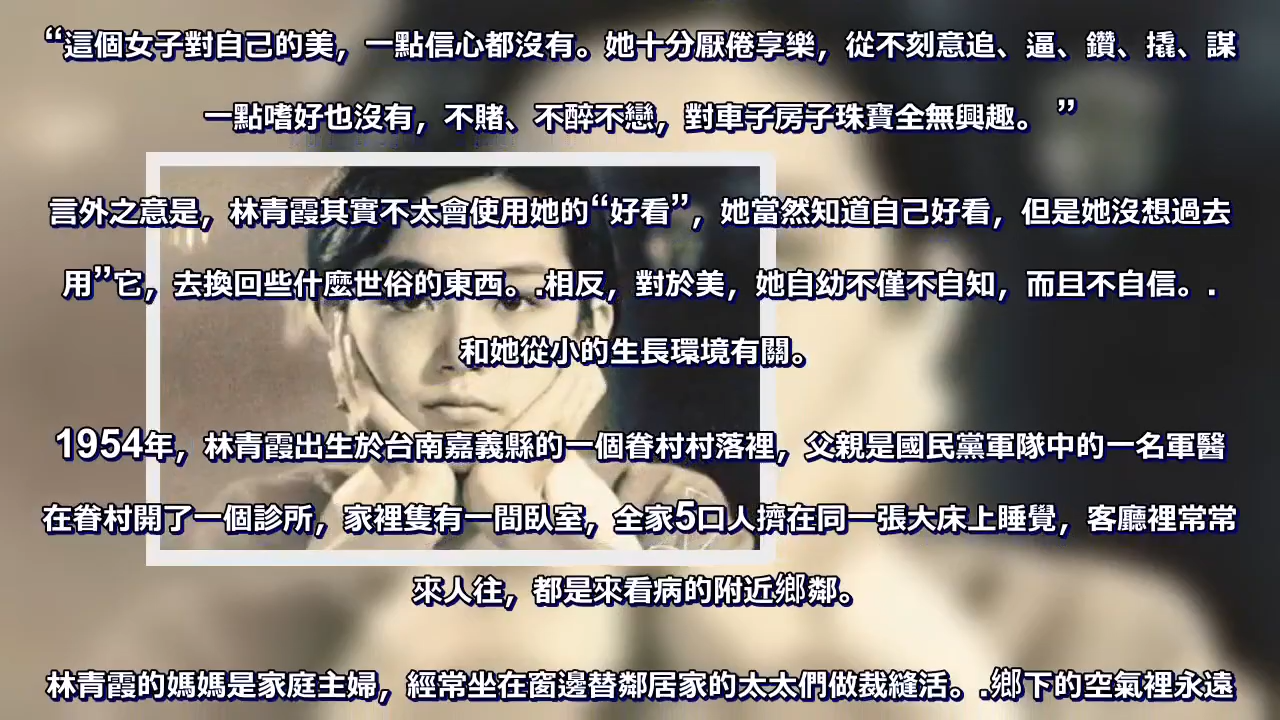 “這個女子對自己的美，一點信心都沒有。她十分厭倦享樂，從不刻意追、逼、鑽、撬、謀
一點嗜好也沒有，不賭、不醉不戀，對車子房子珠寶全無興趣。 ”
言外之意是，林青霞其實不太會使用她的“好看”，她當然知道自己好看，但是她沒想過去
用”它，去換回些什麼世俗的東西。.相反，對於美，她自幼不僅不自知，而且不自信。.
和她從小的生長環境有關。
1954年，林青霞出生於台南嘉義縣的一個眷村村落裡，父親是國民黨軍隊中的一名軍醫
在眷村開了一個診所，家裡隻有一間臥室，全家5口人擠在同一張大床上睡覺，客廳裡常常
來人往，都是來看病的附近鄉鄰。
林青霞的媽媽是家庭主婦，經常坐在窗邊替鄰居家的太太們做裁縫活。.鄉下的空氣裡永遠